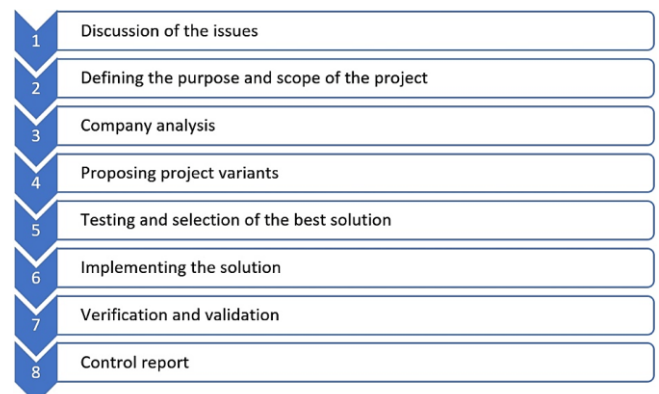 1 Discussion of the issues
2 Defining the purpose and scope of the project
3 Company analysis
4 Proposing project variants
5 Testing and selection of the best solution
6 Implementing the solution
7 Verification and validation
8 Control report